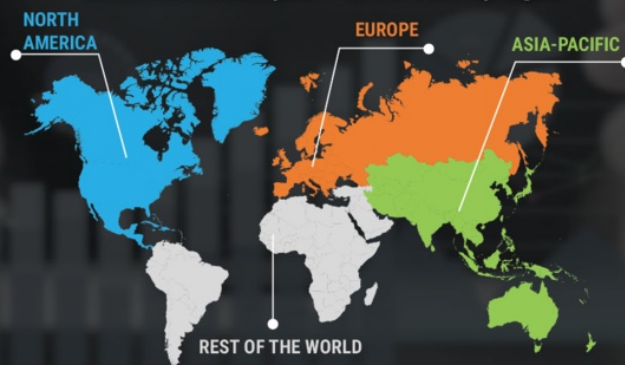 NORTH
AMERICA
EUROPE
ASIA-PACIFIC
REST OF THE WORLD